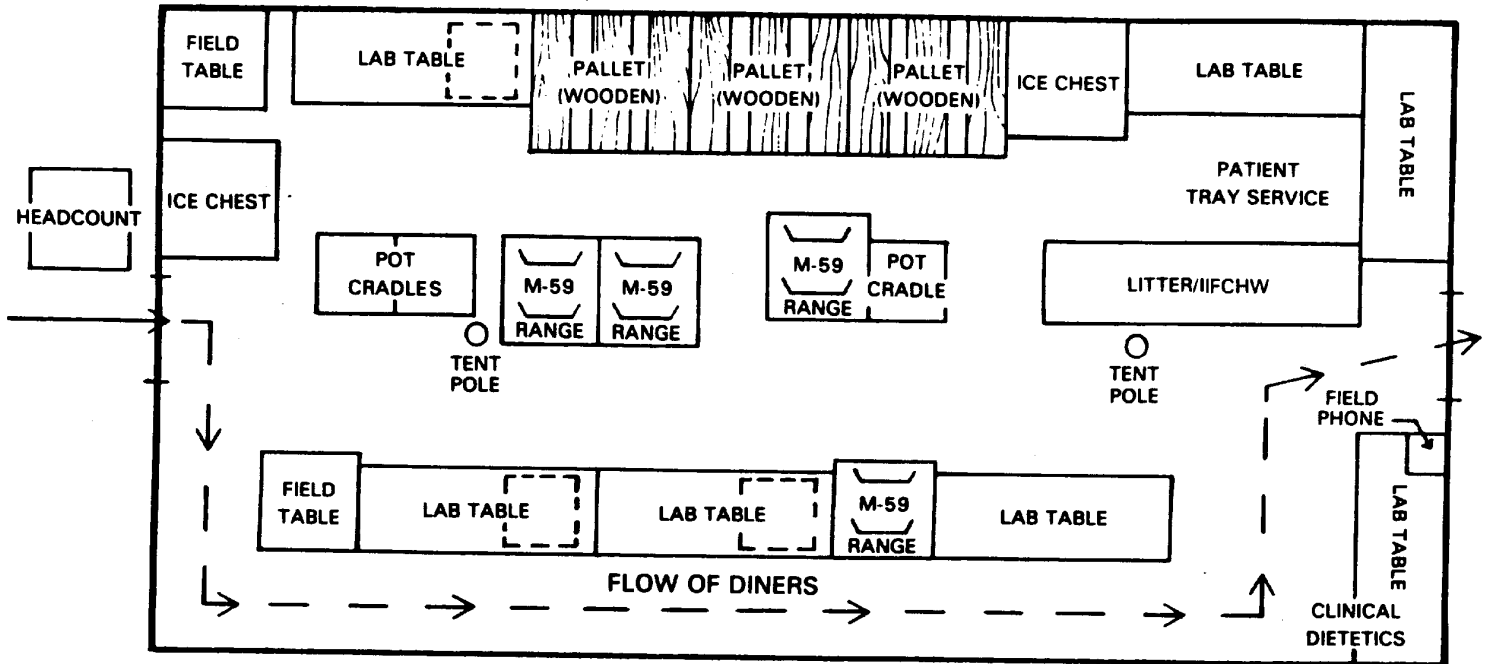 FIELD
TABLE
LAB TABLE
PALLET
(WOODEN)
PALLET
(WOODEN)
PALLET
(WOODEN)
ICE CHEST
LAB TABLE
LAB TABLE
PATIENT
TRAY SERVICE
HEADCOUNT
ICE CHEST
POT
CRADLES
M-59
RANGE
M-59
RANGE
M-59
RANGE
POT
CRADLE
LITTER/IIFCHW
TENT
POLE
TENT
POLE
FIELD
PHONE
FIELD
TABLE
LAB TABLE
LAB TABLE
M-59
RANGE
LAB TABLE
LAB TABLE
FLOW OF DINERS
CLINICAL
DIETETICS